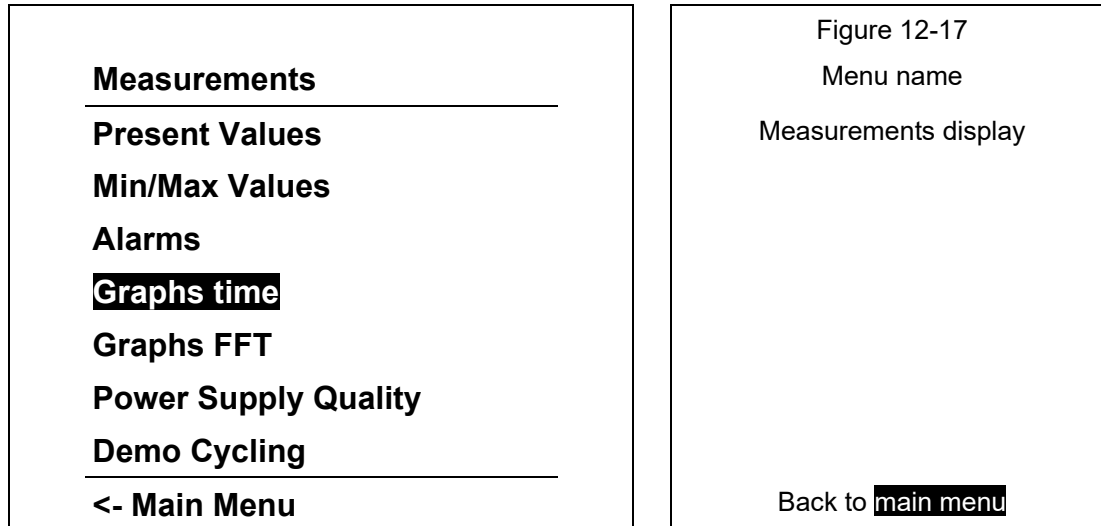 Measurements
Present Values
Min/Max Values
Alarms
Graphs time
Graphs FFT
Power Supply Quality
Demo Cycling
<- Main Menu
Figure 12-17
Menu name
Measurements display
Back to main menu